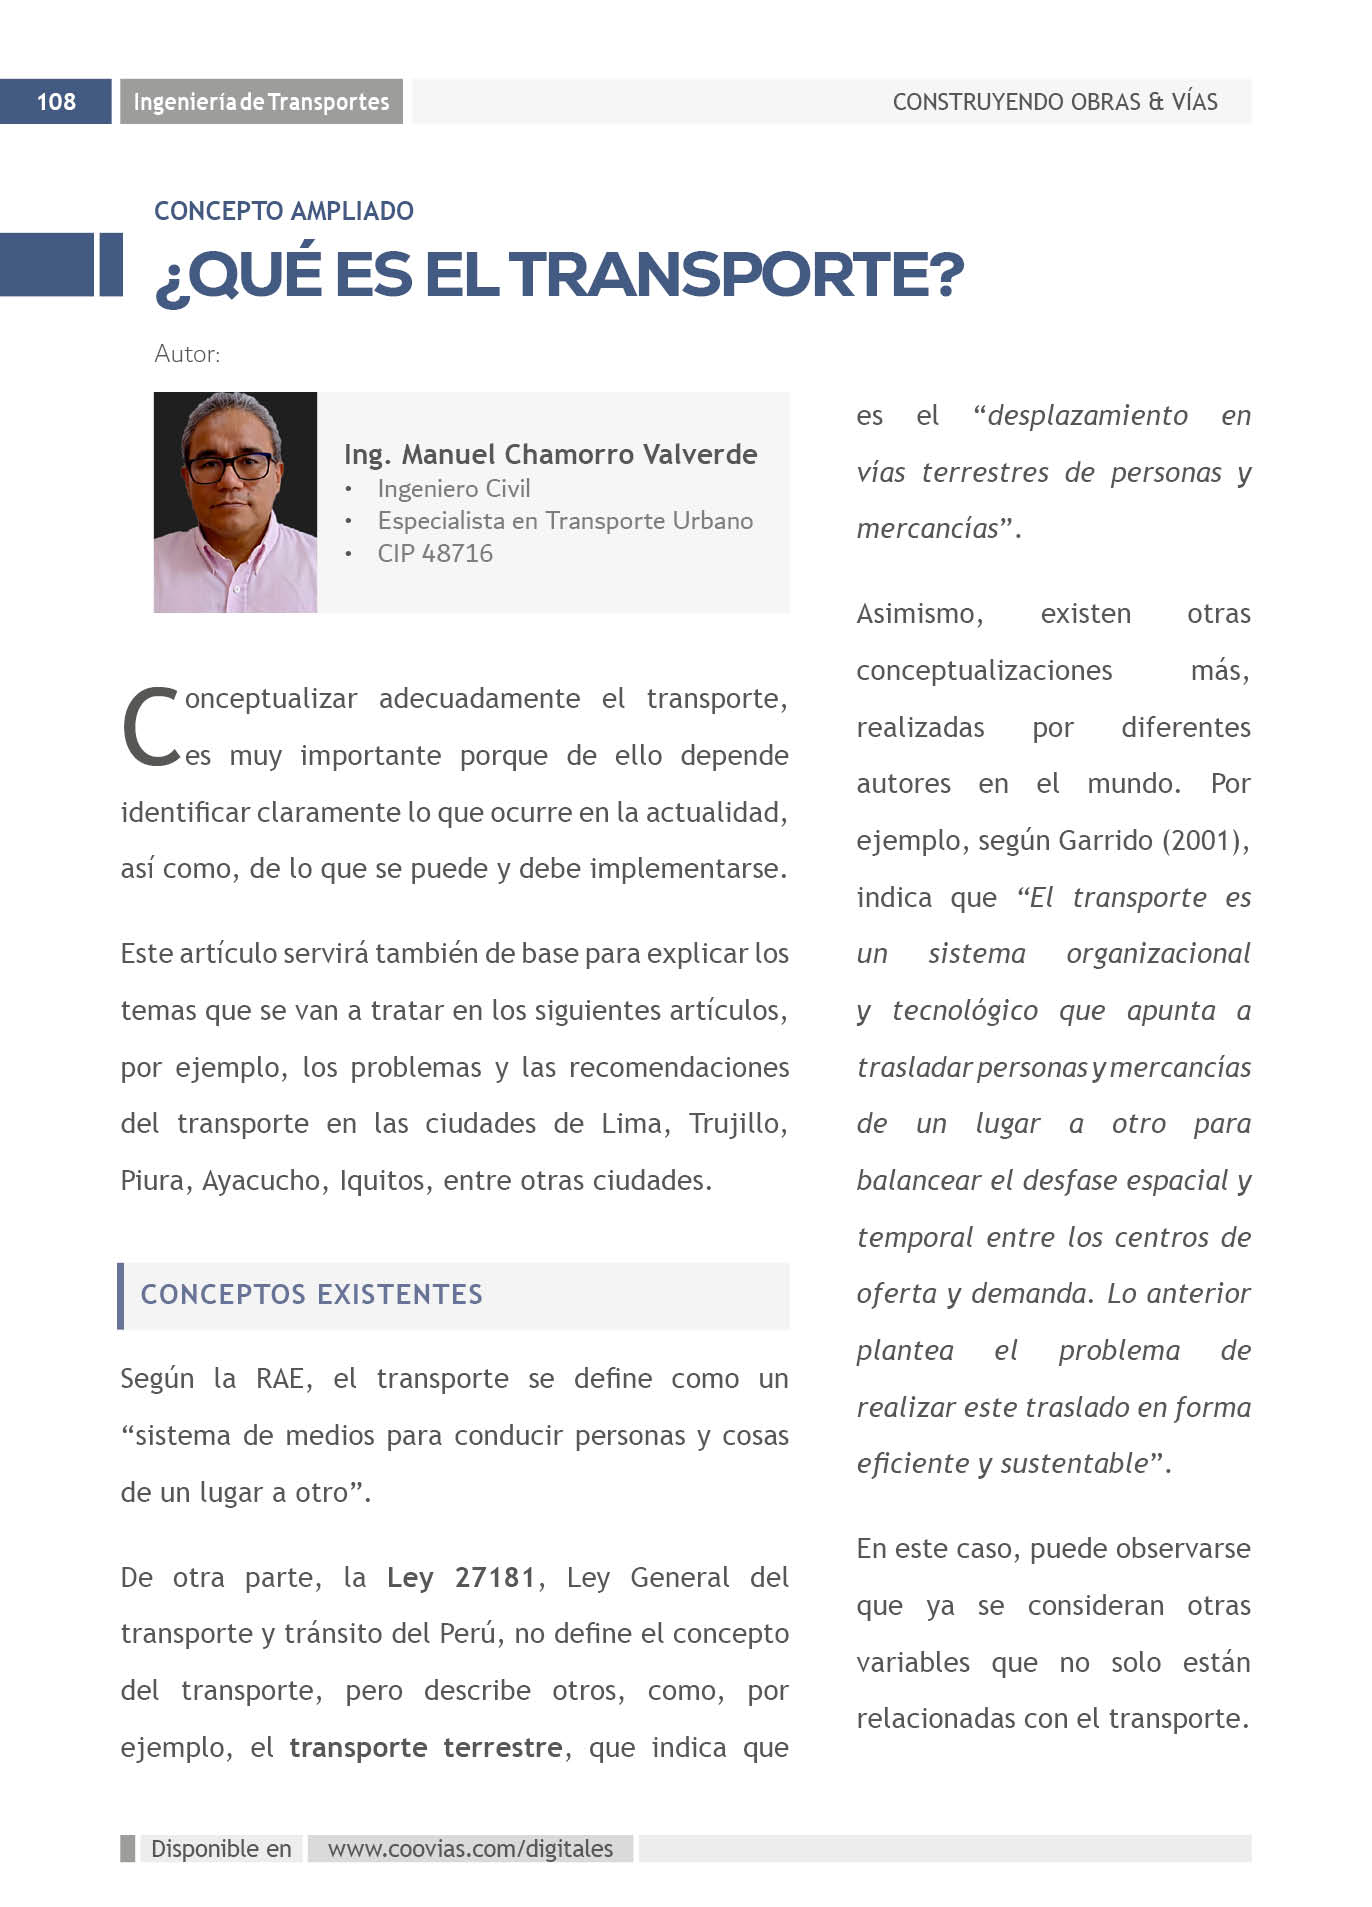 108
Ingeniería de Transportes
CONSTRUYENDO OBRAS & VÍAS
CONCEPTO AMPLIADO
¿QUÉ ES EL TRANSPORTE?
Autor:
Ing. Manuel Chamorro Valverde
• Ingeniero Civil
• Especialista en Transporte Urbano
• CIP 48716
Conceptualizar adecuadamente el transporte,
es muy importante porque de ello depende
identificar claramente lo que ocurre en la actualidad,
así como, de lo que se puede y debe implementarse.
Este artículo servirá también de base para explicar los
temas que se van a tratar en los siguientes artículos,
por ejemplo, los problemas y las recomendaciones
del transporte en las ciudades de Lima, Trujillo,
Piura, Ayacucho, Iquitos, entre otras ciudades.
CONCEPTOS EXISTENTES
Según la RAE, el transporte se define como un
“sistema de medios para conducir personas y cosas
de un lugar a otro”.
De otra parte, la Ley 27181, Ley General del
transporte y tránsito del Perú, no define el concepto
del transporte, pero describe otros, como, por
ejemplo, el transporte terrestre, que indica que
es el “desplazamiento en
vías terrestres de personas y
mercancías”.
Asimismo, existen otras
conceptualizaciones más,
realizadas por diferentes
autores en el mundo. Por
ejemplo, según Garrido (2001),
indica que “El transporte es
un sistema organizacional
y tecnológico que apunta a
trasladar personas y mercancías
de un lugar a otro para
balancear el desfase espacial y
temporal entre los centros de
oferta y demanda. Lo anterior
plantea el problema de
realizar este traslado en forma
eficiente y sustentable”.
En este caso, puede observarse
que ya se consideran otras
variables que no solo están
relacionadas con el transporte.
Disponible en
www.coovias.com/digitales